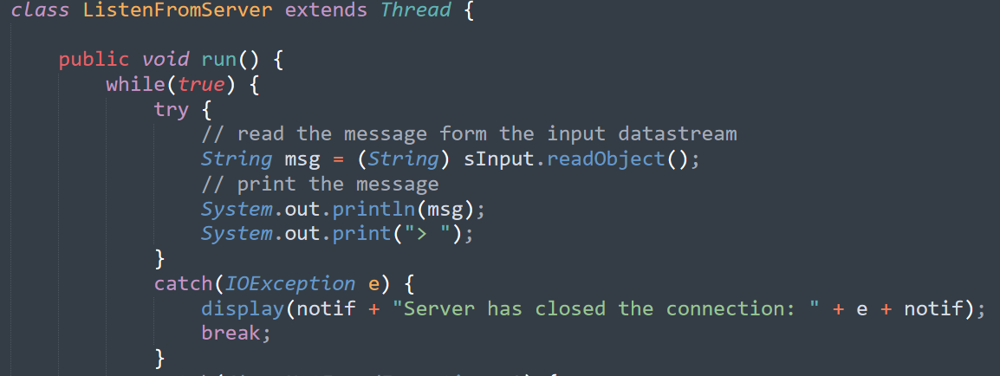 class ListenFromServer extends Thread {
public void run() {
while(true) {
try {
// read the message form the input datastream
String msg = (String) sInput.readObject();
// print the message
System.out.println(msg);
System.out.print("> ");
}
catch(IOException e) {
display(notif + "Server has closed the connection: " + e + notif);
break;
}